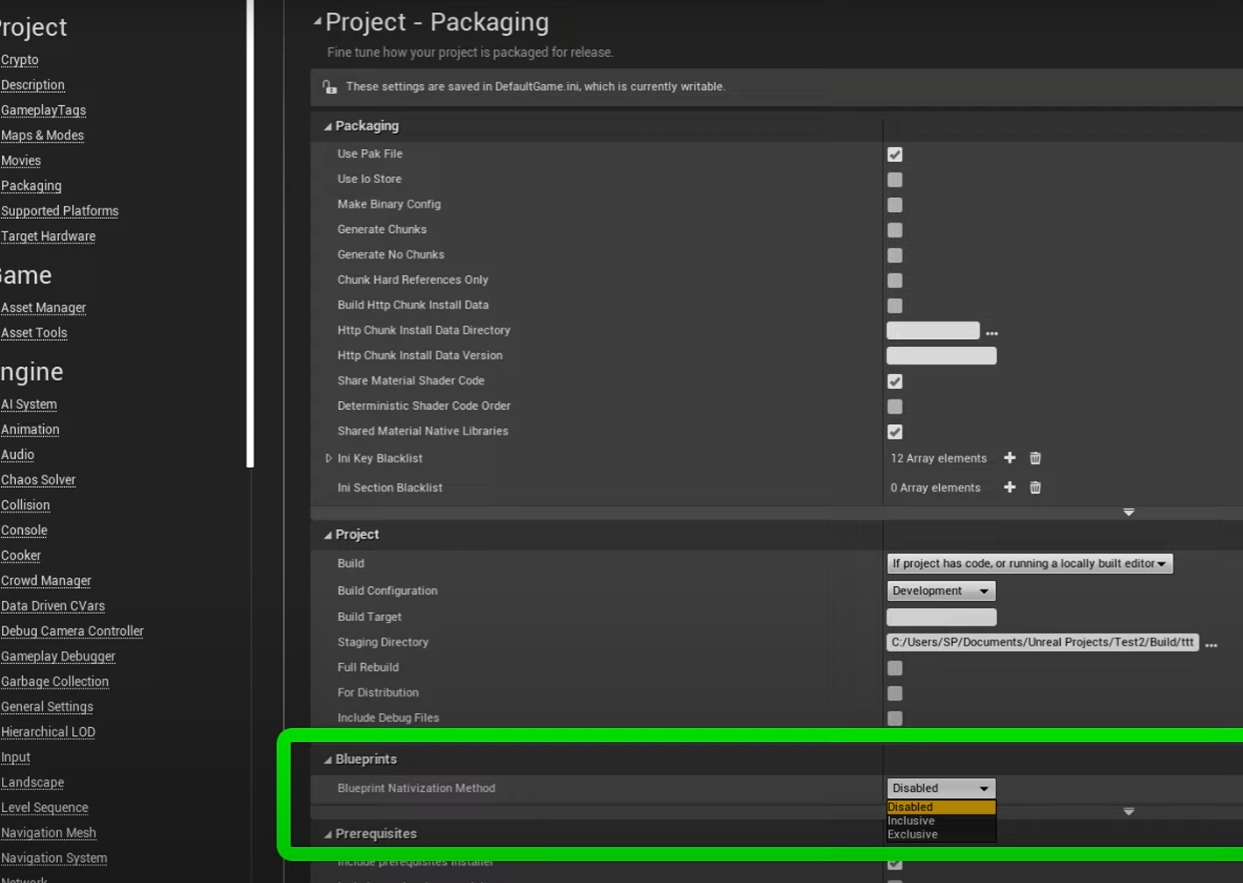 roject
Crypto
Description
GameplayTags
Maps & Modes
Movies
Packaging
Supported Platforms
Target Hardware
ame
Asset Manager
Asset Tools
ngine
AI System
Animation
Audio
Chaos Solver
Collision
Console
Cooker
Crowd Manager
Data Driven CVars
Debug Camera Controller
Gameplay Debugger
Garbage Collection
General Settings
Hierarchical LOD
Input
Landscape
Level Sequence
Navigation Mesh
Navigation System
Network
Project - Packaging
Fine tune how your project is packaged for release.
These settings are saved in DefaultGame.ini, which is currently writable.
Packaging
Use Pak File
Use Io Store
Make Binary Config
Generate Chunks
Generate No Chunks
Chunk Hard References Only
Build Http Chunk Install Data
Http Chunk Install Data Directory ...
Http Chunk Install Data Version
Share Material Shader Code
Deterministic Shader Code Order
Shared Material Native Libraries
Ini Key Blacklist 12 Array elements
Ini Section Blacklist 0 Array elements
Project
Build If project has code, or running a locally built editor
Build Configuration Development
Build Target
Staging Directory C:/Users/SP/Documents/Unreal Projects/Test2/Build/ttt ...
Full Rebuild
For Distribution
Include Debug Files
Blueprints
Blueprint Nativization Method Disabled
Disabled
Inclusive
Exclusive
Prerequisites
Include prerequisites installer